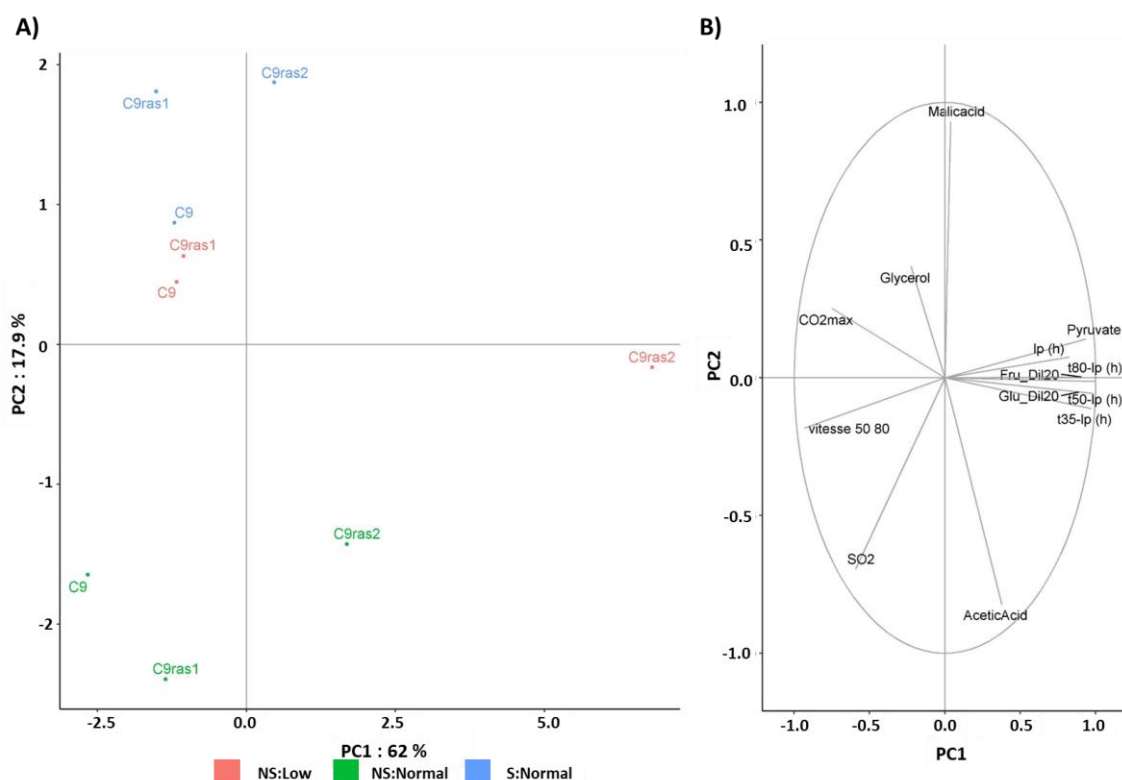 A)
2
1
0
-1
-2
PC2 : 17.9 %
C9ras1
C9ras2
C9
C9ras1
C9
C9ras2
C9ras2
C9
C9ras1
-2.5
0.0
2.5
5.0
PC1 : 62 %
NS:Low
NS:Normal
S:Normal
B)
1.0
0.5
0.0
-0.5
-1.0
PC2
Malicacid
Glycerol
CO2max
Pyruvate
lp (h)
t80-lp (h)
Fru_Dil20
Glu_Dil20
t50-lp (h)
t35-lp (h)
vitesse 50 80
SO2
AceticAcid
-1.0
-0.5
0.0
0.5
1.0
PC1